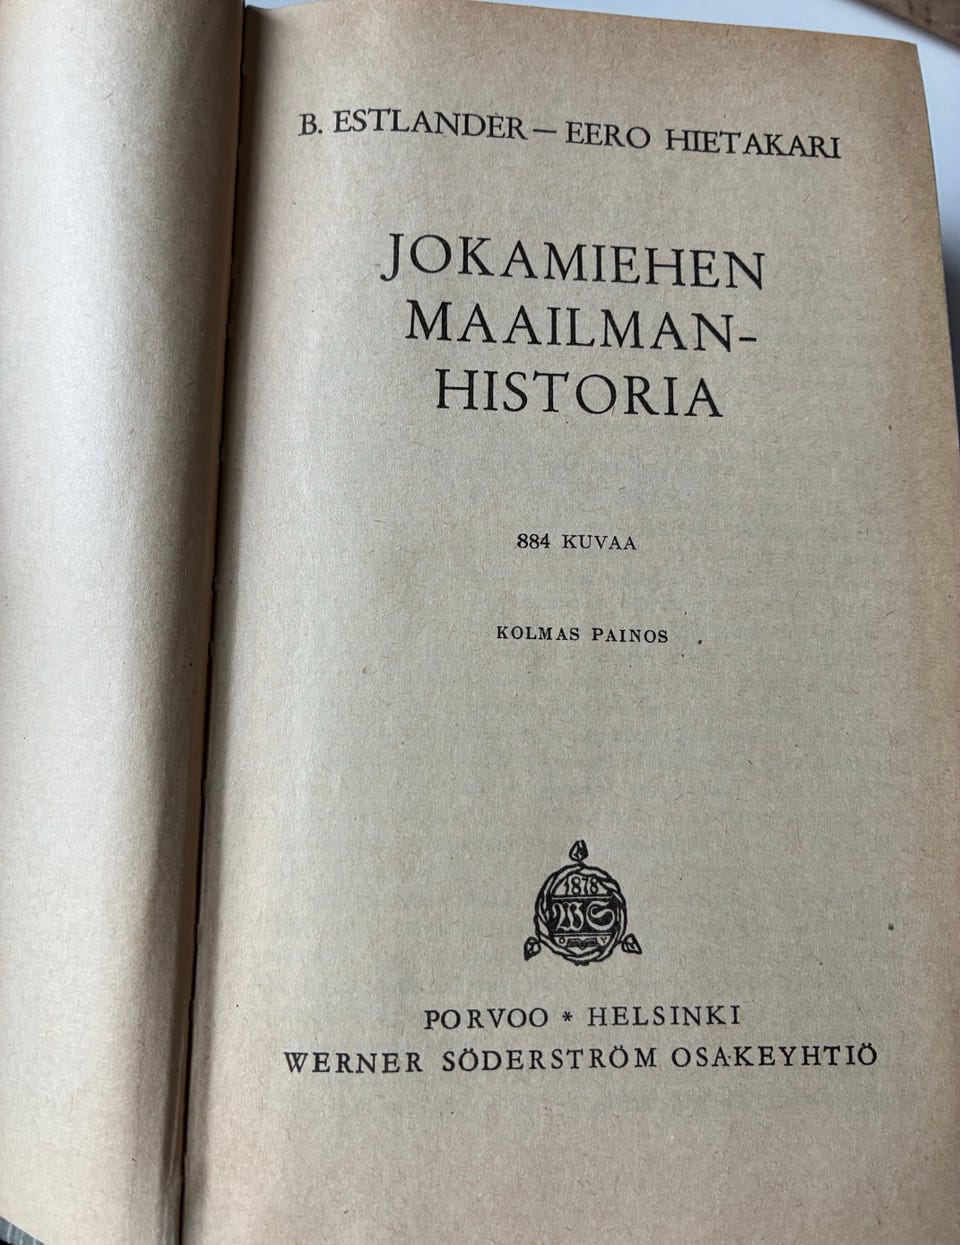 B. ESTLANDER — EERO HIETAKARI
JOKAMIEHEN
MAAILMAN-
HISTORIA
884 KUVAA
KOLMAS PAINOS
1878
WS
O Y
PORVOO * HELSINKI
WERNER SÖDERSTRÖM OSAKEYHTIÖ